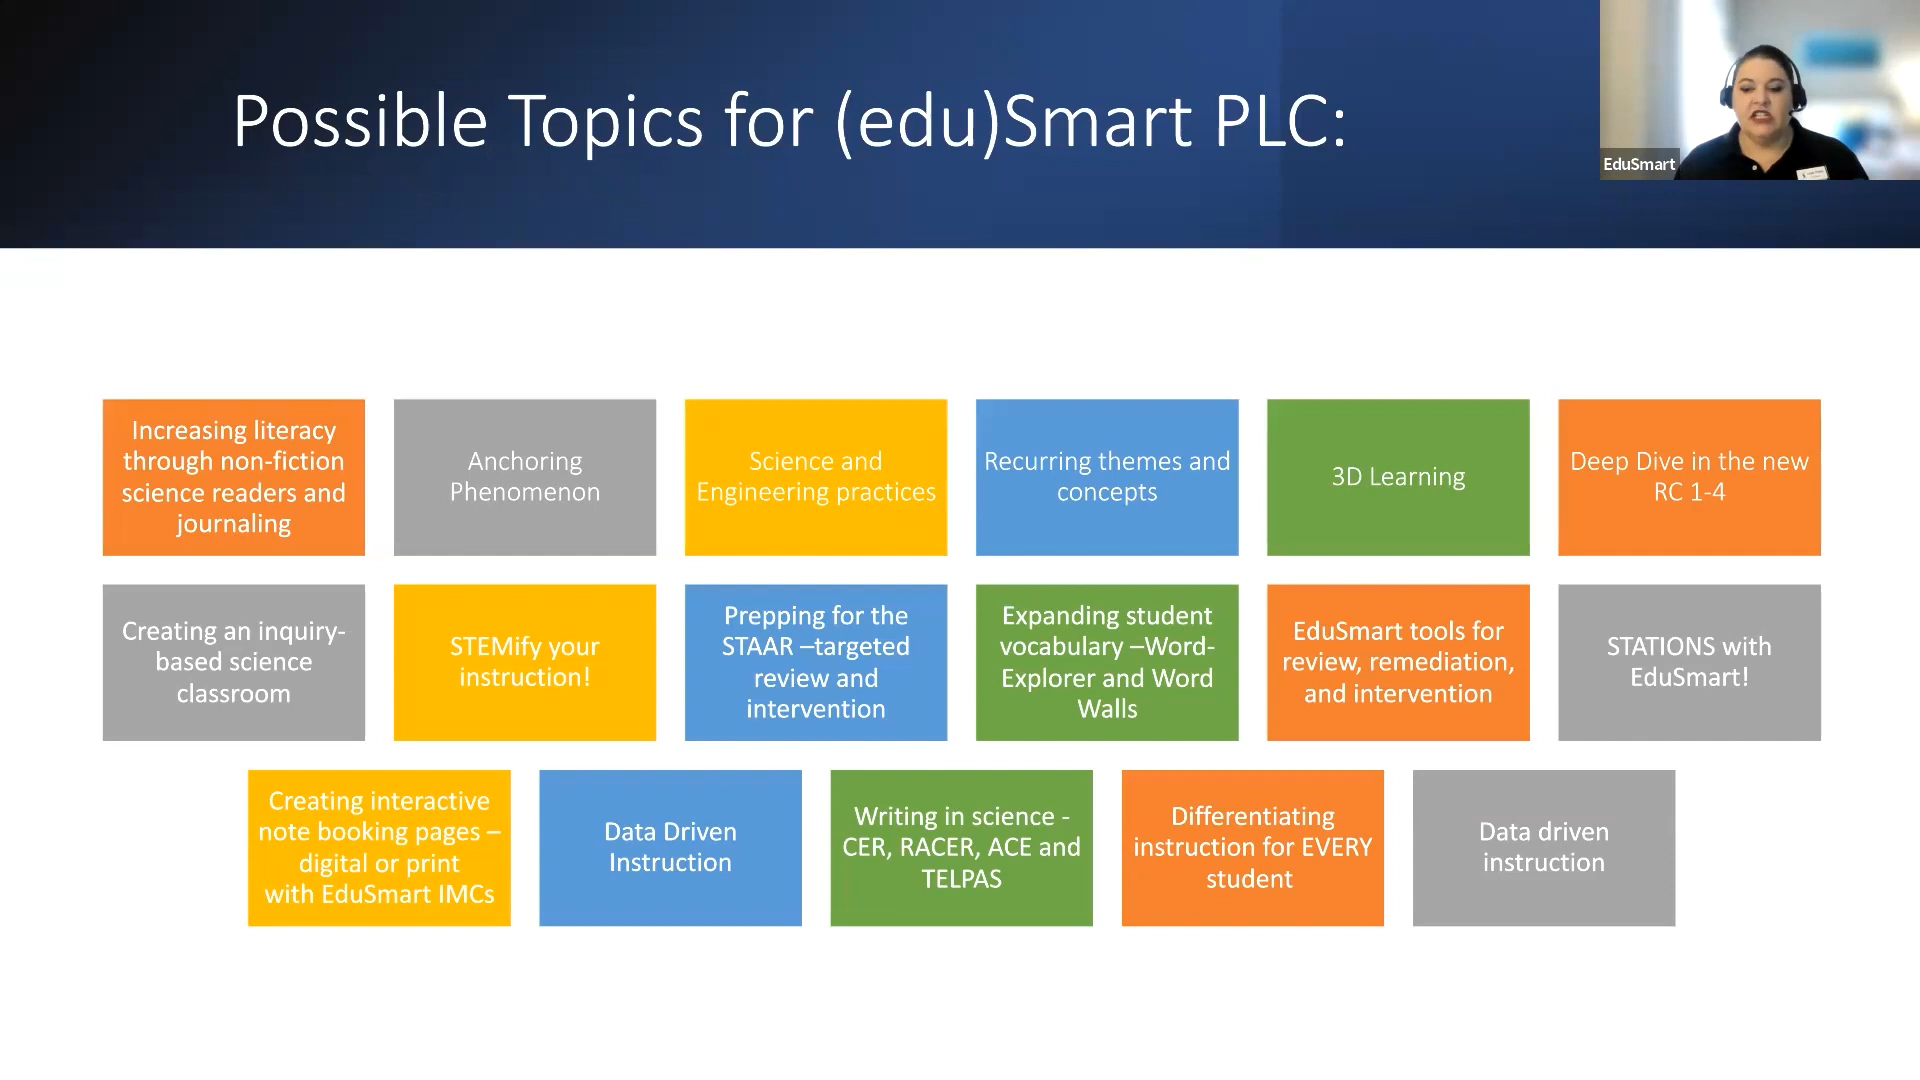 Possible Topics for (edu)Smart PLC:
EduSmart
Increasing literacy
through non-fiction
science readers and
journaling
Anchoring
Phenomenon
Science and
Engineering practices
Recurring themes and
concepts
3D Learning
Deep Dive in the new
RC 1-4
Creating an inquiry-
based science
classroom
STEMify your
instruction!
Prepping for the
STAAR –targeted
review and
intervention
Expanding student
vocabulary –Word-
Explorer and Word
Walls
EduSmart tools for
review, remediation,
and intervention
STATIONS with
EduSmart!
Creating interactive
note booking pages –
digital or print
with EduSmart IMCs
Data Driven
Instruction
Writing in science -
CER, RACER, ACE and
TELPAS
Differentiating
instruction for EVERY
student
Data driven
instruction